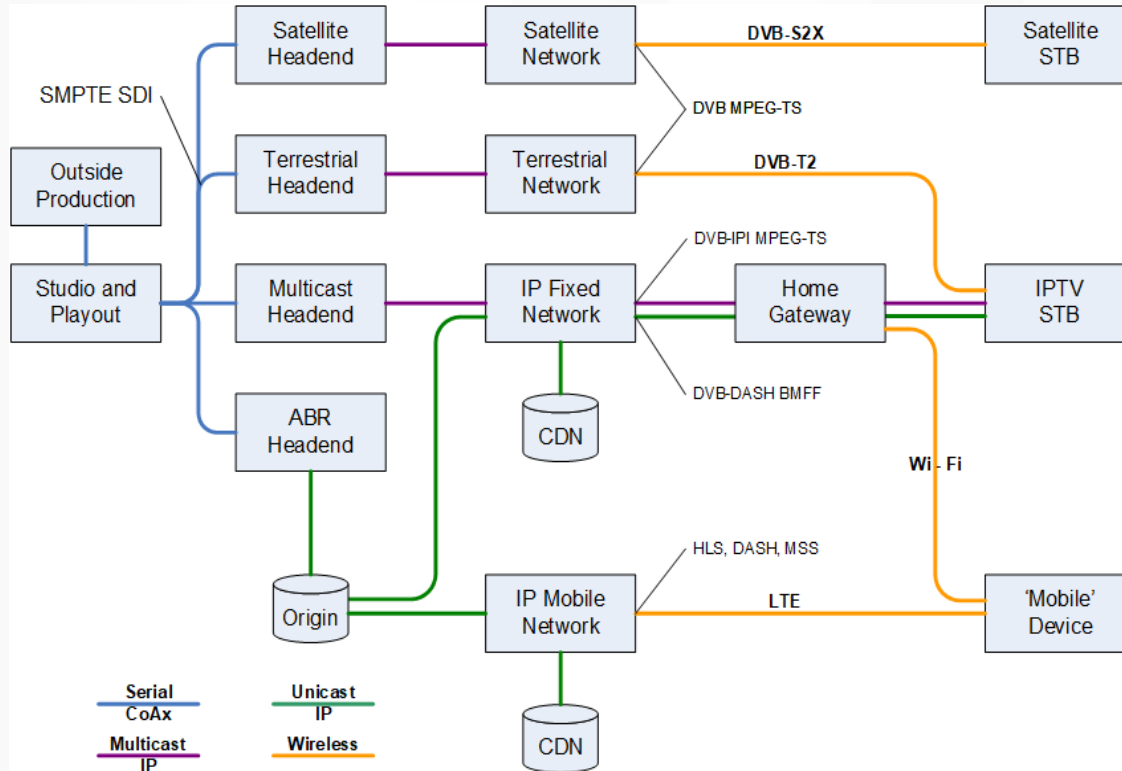 Satellite
Headend
Satellite
Network
DVB-S2X
Satellite
STB
SMPTE SDI
DVB MPEG-TS
Outside
Production
Terrestrial
Headend
Terrestrial
Network
DVB-T2
DVB-IPI MPEG-TS
Studio and
Playout
Multicast
Headend
IP Fixed
Network
Home
Gateway
IPTV
STB
DVB-DASH BMFF
ABR
Headend
CDN
Wi - Fi
HLS, DASH, MSS
Origin
IP Mobile
Network
LTE
‘Mobile’
Device
Serial
CoAx
Unicast
IP
Multicast
IP
Wireless
CDN